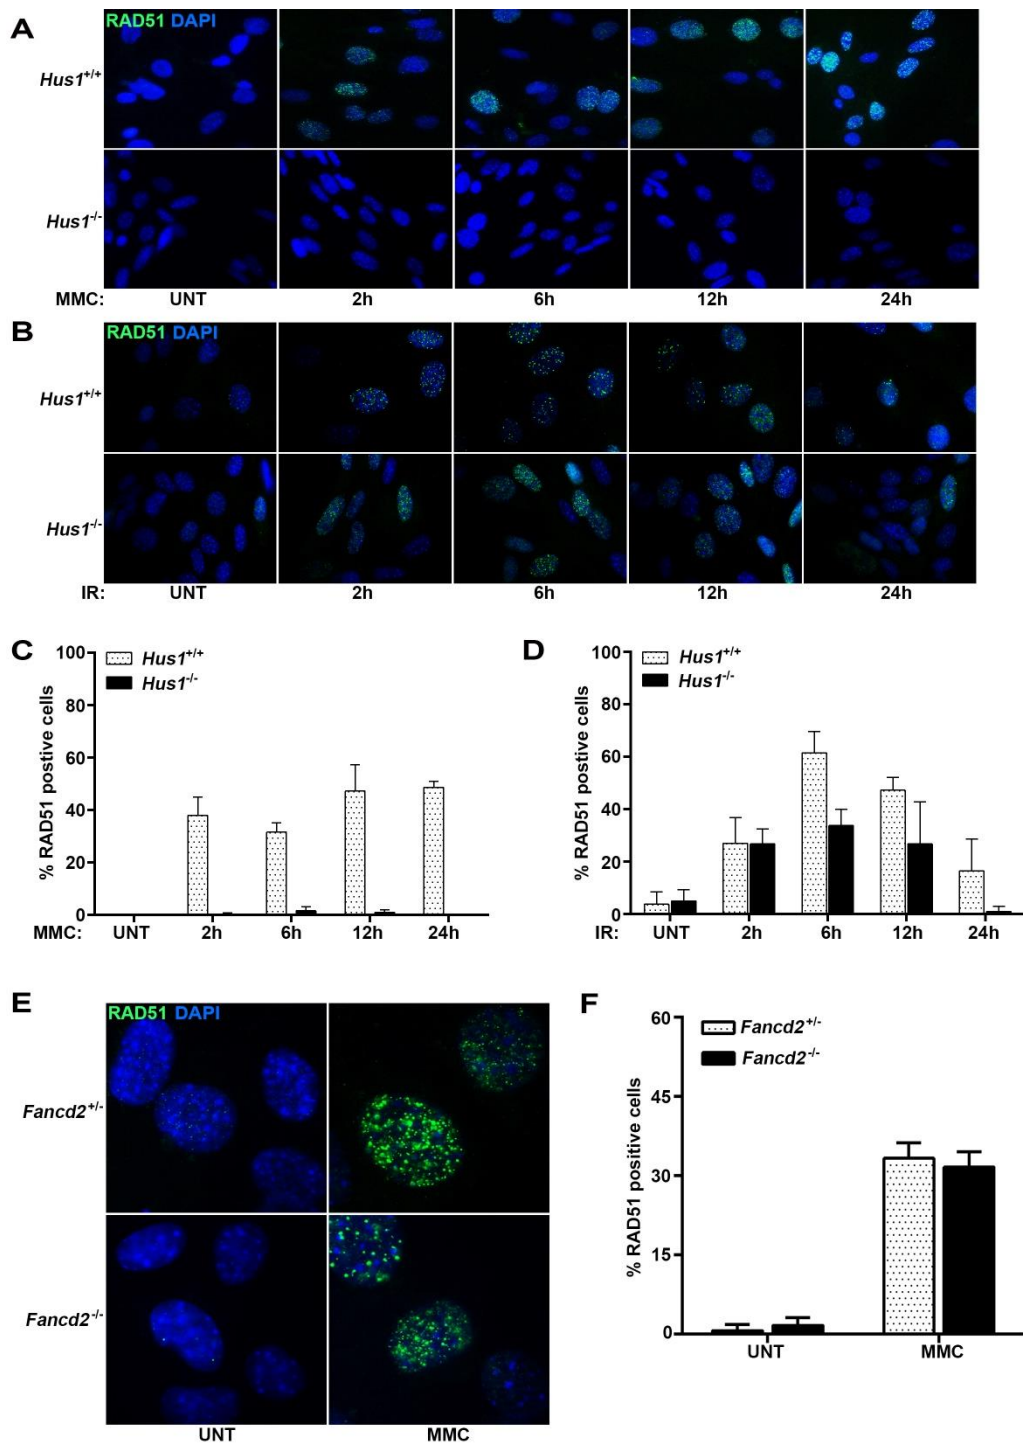 A
RAD51 DAPI
Hus1+/+
Hus1-/-
MMC: UNT 2h 6h 12h 24h
B
RAD51 DAPI
Hus1+/+
Hus1-/-
IR: UNT 2h 6h 12h 24h
C
100
80
60
40
20
0
% RAD51 postive cells
Hus1+/+
Hus1-/-
MMC: UNT 2h 6h 12h 24h
D
100
80
60
40
20
0
% RAD51 postive cells
Hus1+/+
Hus1-/-
IR: UNT 2h 6h 12h 24h
E
RAD51 DAPI
Fancd2+/-
Fancd2-/-
UNT MMC
F
60
45
30
15
0
% RAD51 positive cells
Fancd2+/-
Fancd2-/-
UNT MMC